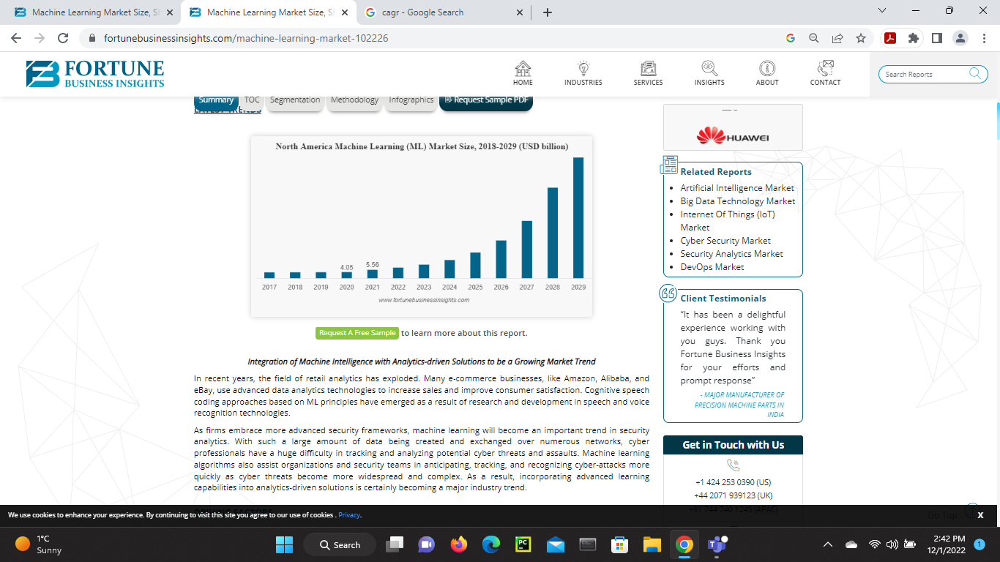 Machine Learning Market Size, S
Machine Learning Market Size, S
cagr - Google Search
fortunebusinessinsights.com/machine-learning-market-102226
FORTUNE
BUSINESS INSIGHTS
HOME
INDUSTRIES
SERVICES
INSIGHTS
ABOUT
CONTACT
Search Reports
Summary
TOC
Segmentation
Methodology
Infographics
Request Sample PDF
LATEST TRENDS
North America Machine Learning (ML) Market Size, 2018-2029 (USD billion)
4.05
5.56
2017 2018 2019 2020 2021 2022 2023 2024 2025 2026 2027 2028 2029
www.fortunebusinessinsights.com
Request A Free Sample to learn more about this report.
Integration of Machine Intelligence with Analytics-driven Solutions to be a Growing Market Trend
In recent years, the field of retail analytics has exploded. Many e-commerce businesses, like Amazon, Alibaba, and
eBay, use advanced data analytics technologies to increase sales and improve consumer satisfaction. Cognitive speech
coding approaches based on ML principles have emerged as a result of research and development in speech and voice
recognition technologies.
As firms embrace more advanced security frameworks, machine learning will become an important trend in security
analytics. With such a large amount of data being created and exchanged over numerous networks, cyber
professionals have a huge difficulty in tracking and analyzing potential cyber threats and assaults. Machine learning
algorithms also assist organizations and security teams in anticipating, tracking, and recognizing cyber-attacks more
quickly as cyber threats become more widespread and complex. As a result, incorporating advanced learning
capabilities into analytics-driven solutions is certainly becoming a major industry trend.
HUAWEI
Related Reports
Artificial Intelligence Market
Big Data Technology Market
Internet Of Things (IoT)
Market
Cyber Security Market
Security Analytics Market
DevOps Market
Client Testimonials
“It has been a delightful
experience working with
you guys. Thank you
Fortune Business Insights
for your efforts and
prompt response”
- MAJOR MANUFACTURER OF
PRECISION MACHINE PARTS IN
INDIA
Get in Touch with Us
+1 424 253 0390 (US)
+44 2071 939123 (UK)
Go Top
We use cookies to enhance your experience. By continuing to visit this site you agree to our use of cookies . Privacy.
x
1°C
Sunny
Search
2:42 PM
12/1/2022
1